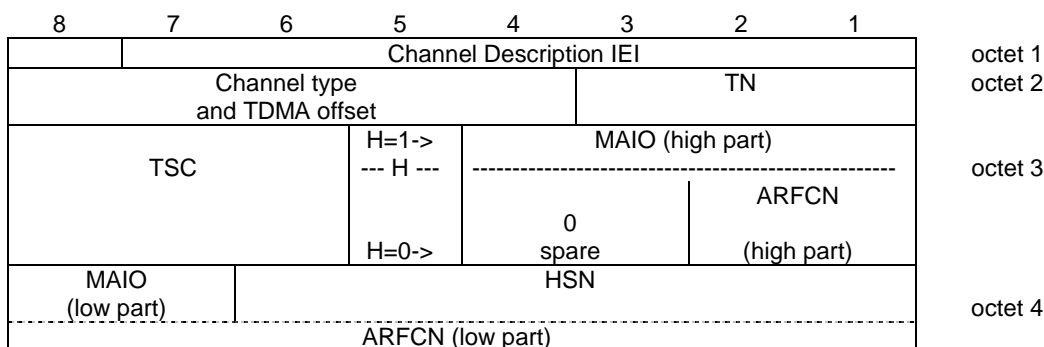 8 7 6 5 4 3 2 1
Channel Description IEI octet 1
Channel type TN octet 2
and TDMA offset
H=1-> MAIO (high part)
TSC --- H --- ------------------------------------------------------ octet 3
ARFCN
0
H=0-> spare (high part)
MAIO HSN
(low part) octet 4
ARFCN (low part)